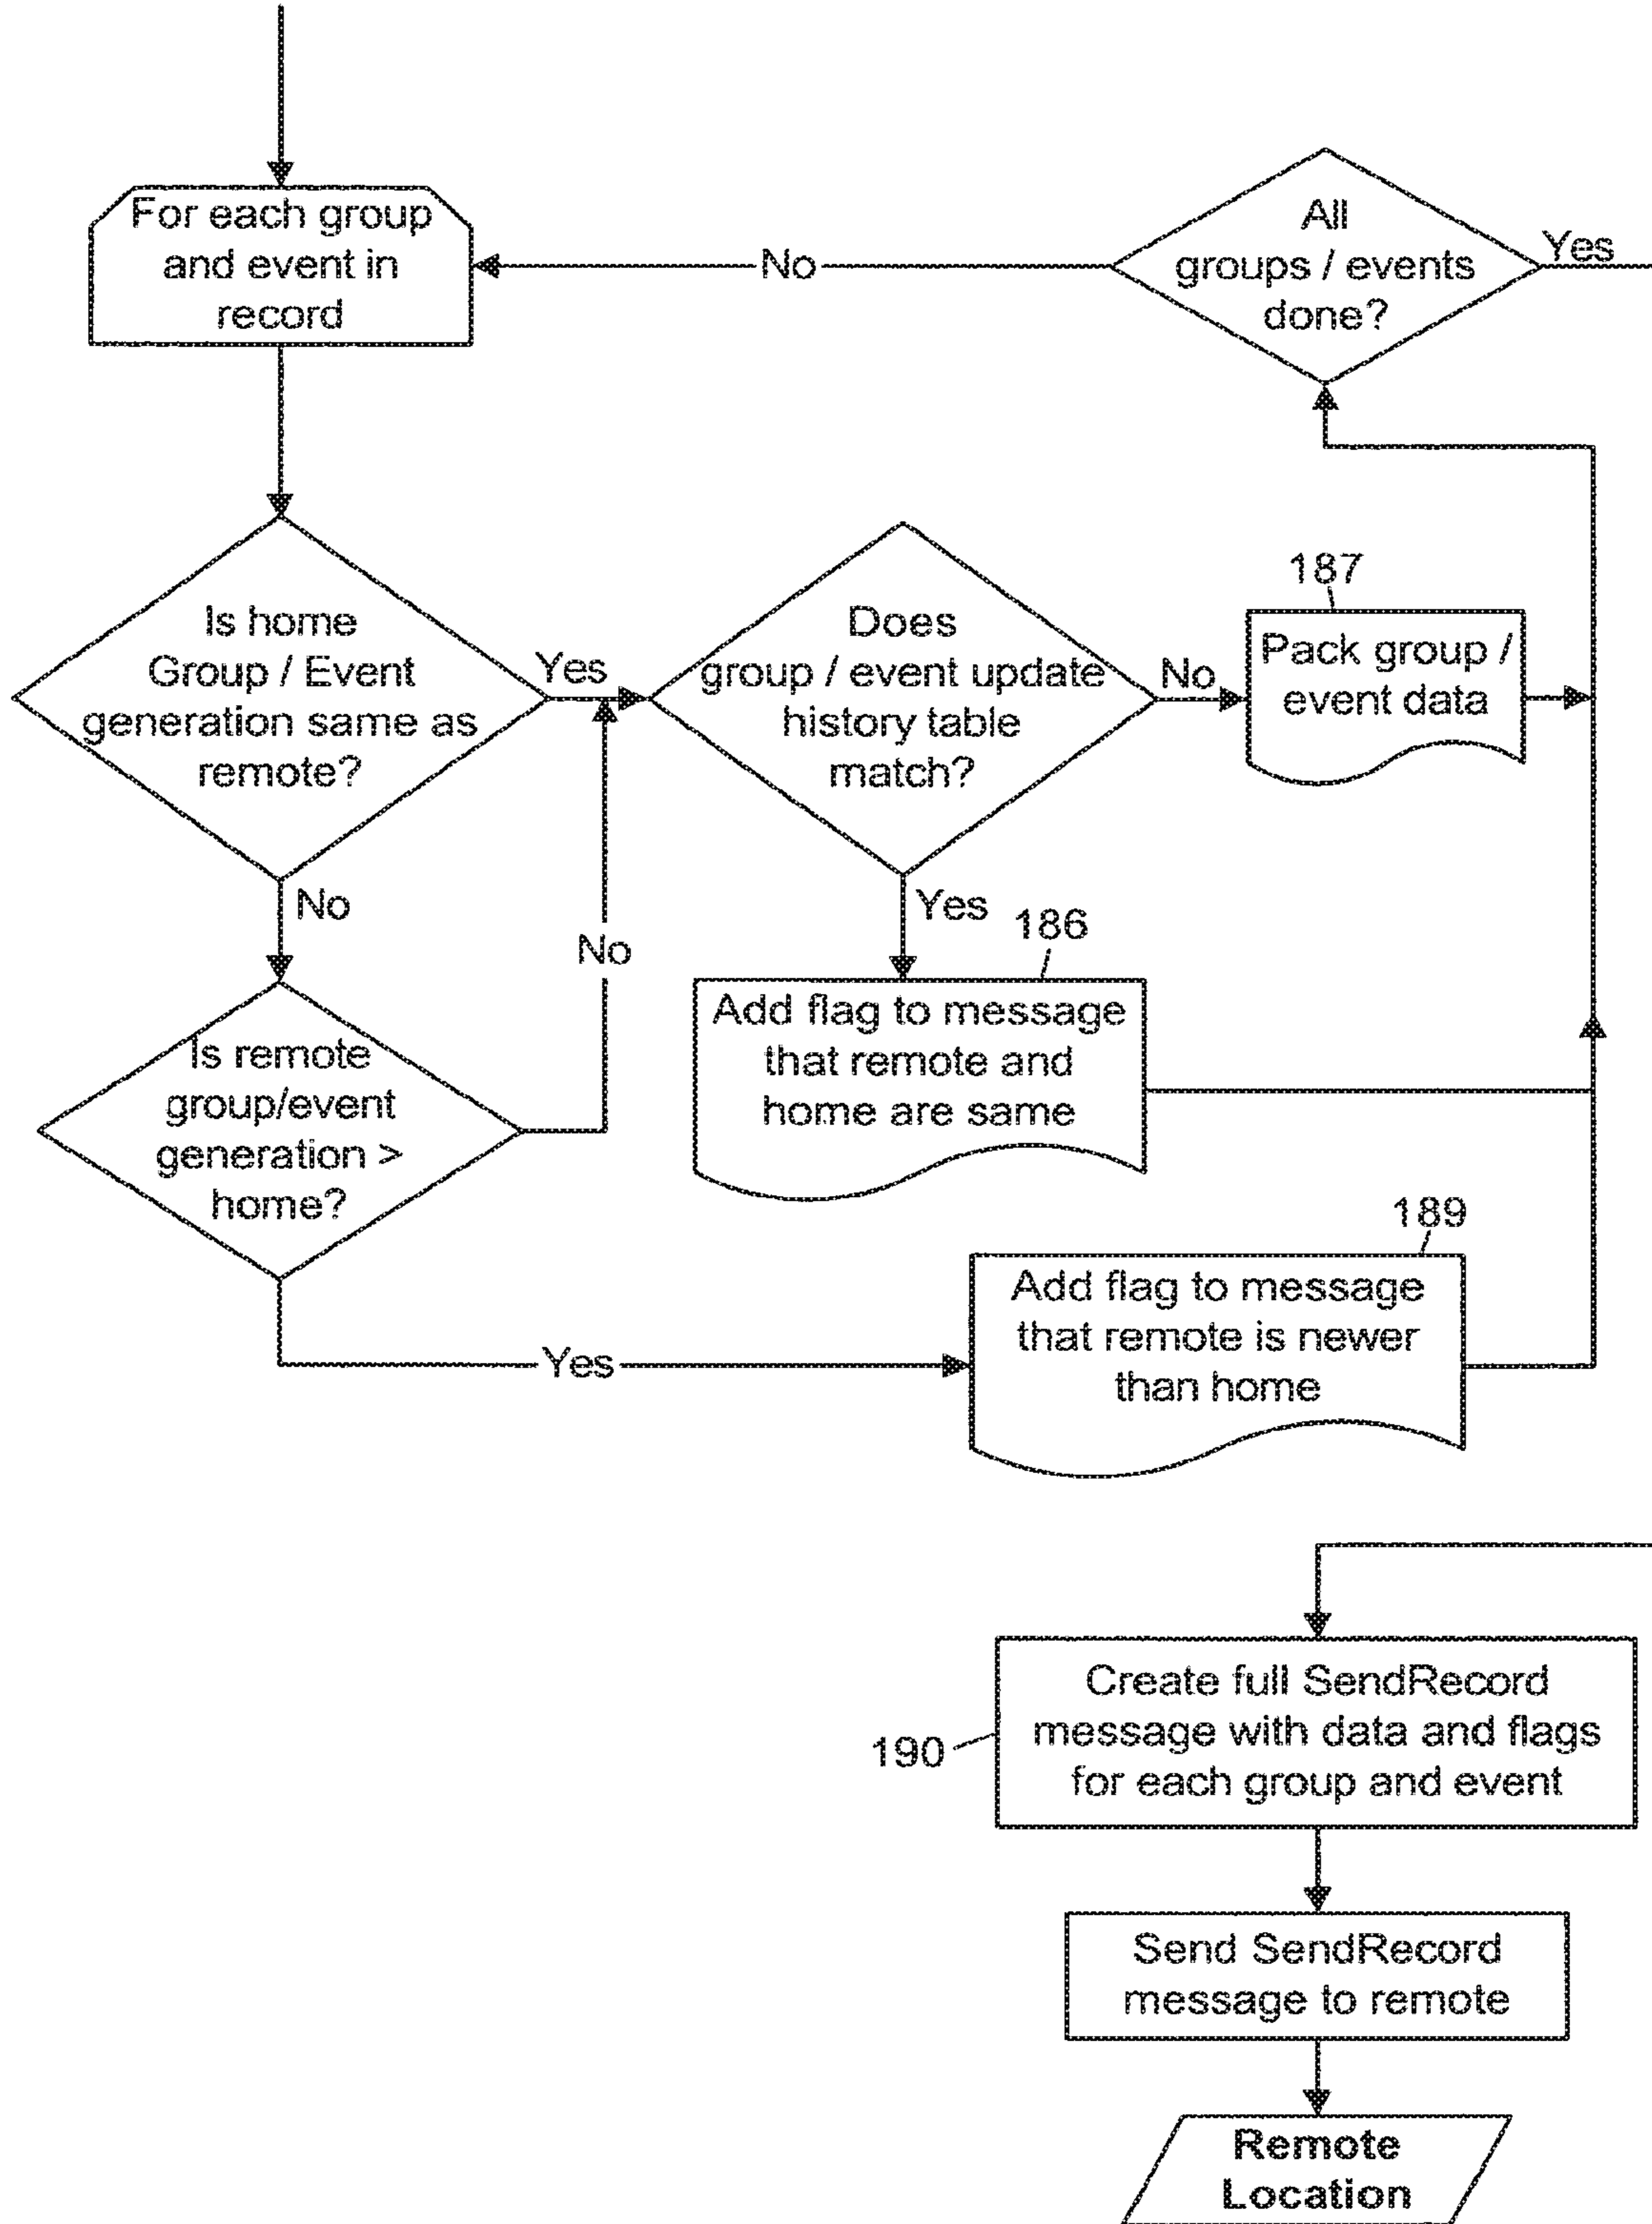 For each group
and event in
record
No
All
groups / events
done?
Yes
Is home
Group / Event
generation same as
remote?
Yes
Does
group / event update
history table
match?
No
187
Pack group /
event data
No
No
Yes
186
Add flag to message
that remote and
home are same
Is remote
group/event
generation >
home?
Yes
189
Add flag to message
that remote is newer
than home
190
Create full SendRecord
message with data and flags
for each group and event
Send SendRecord
message to remote
Remote
Location